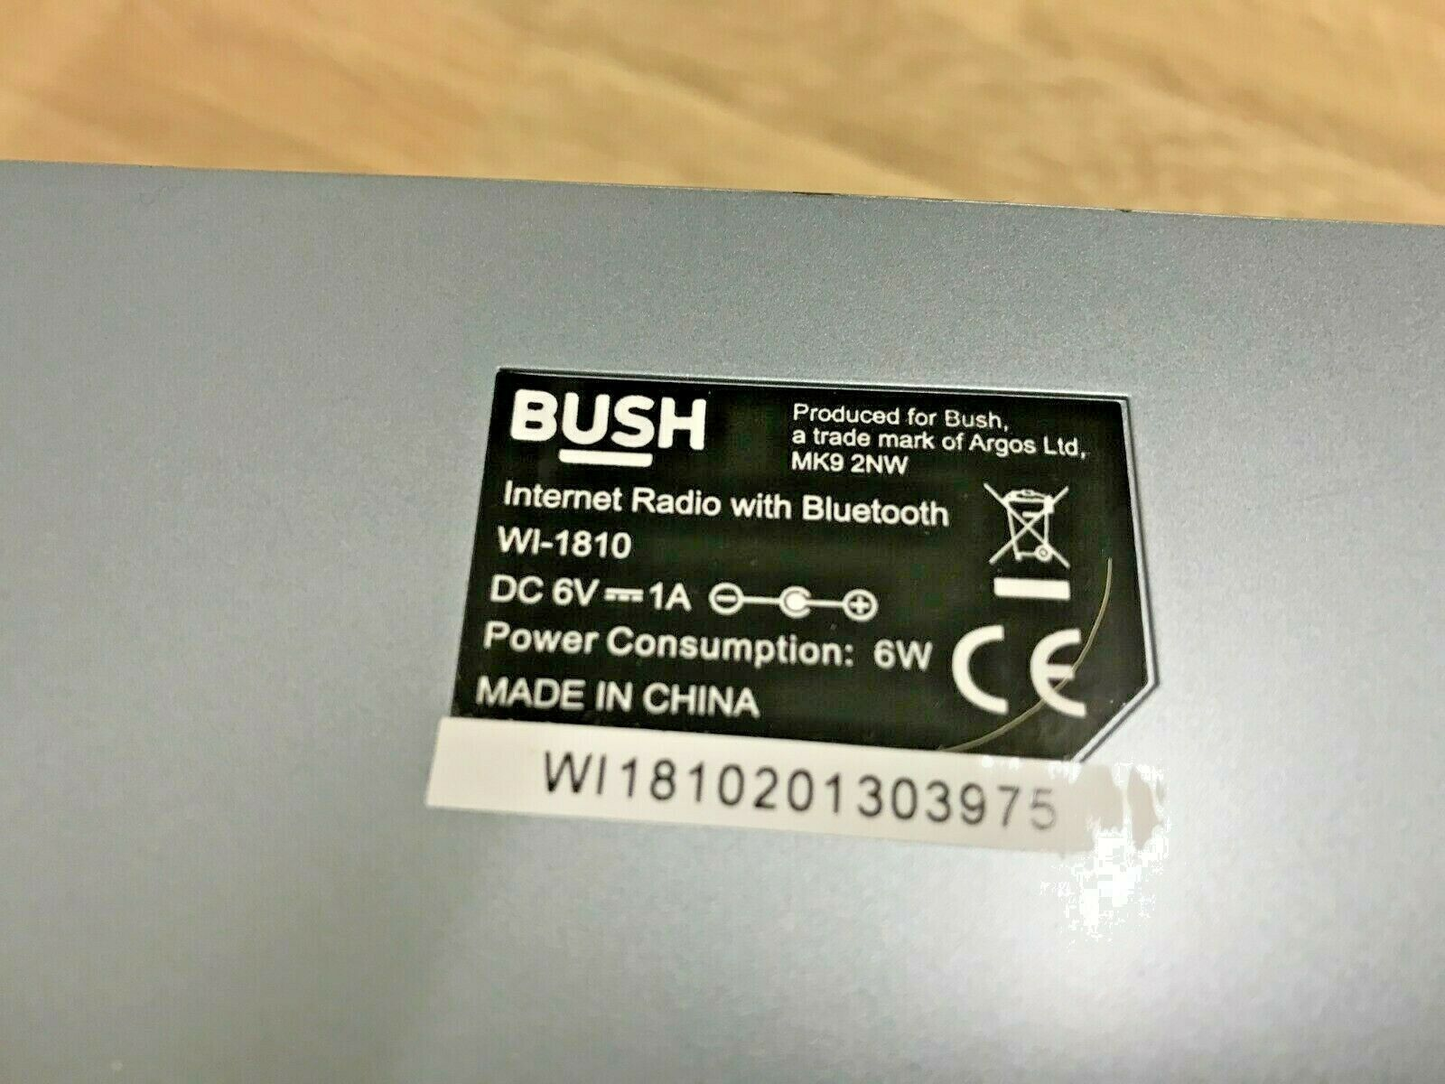 BUSH
Produced for Bush,
a trade mark of Argos Ltd,
MK9 2NW
Internet Radio with Bluetooth
WI-1810
DC 6V ⎓ 1A
Power Consumption: 6W
MADE IN CHINA
CE
WI1810201303975